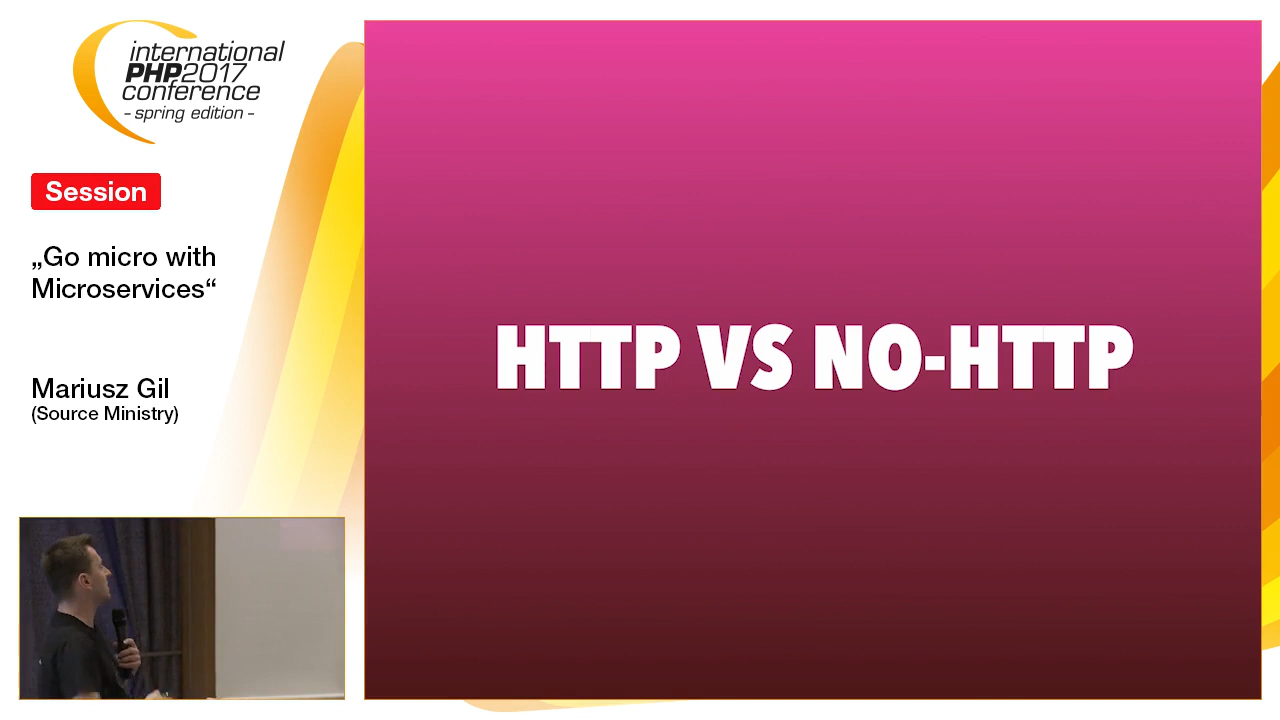 international
PHP2017
conference
- spring edition -
Session
„Go micro with
Microservices“
Mariusz Gil
(Source Ministry)
HTTP VS NO-HTTP